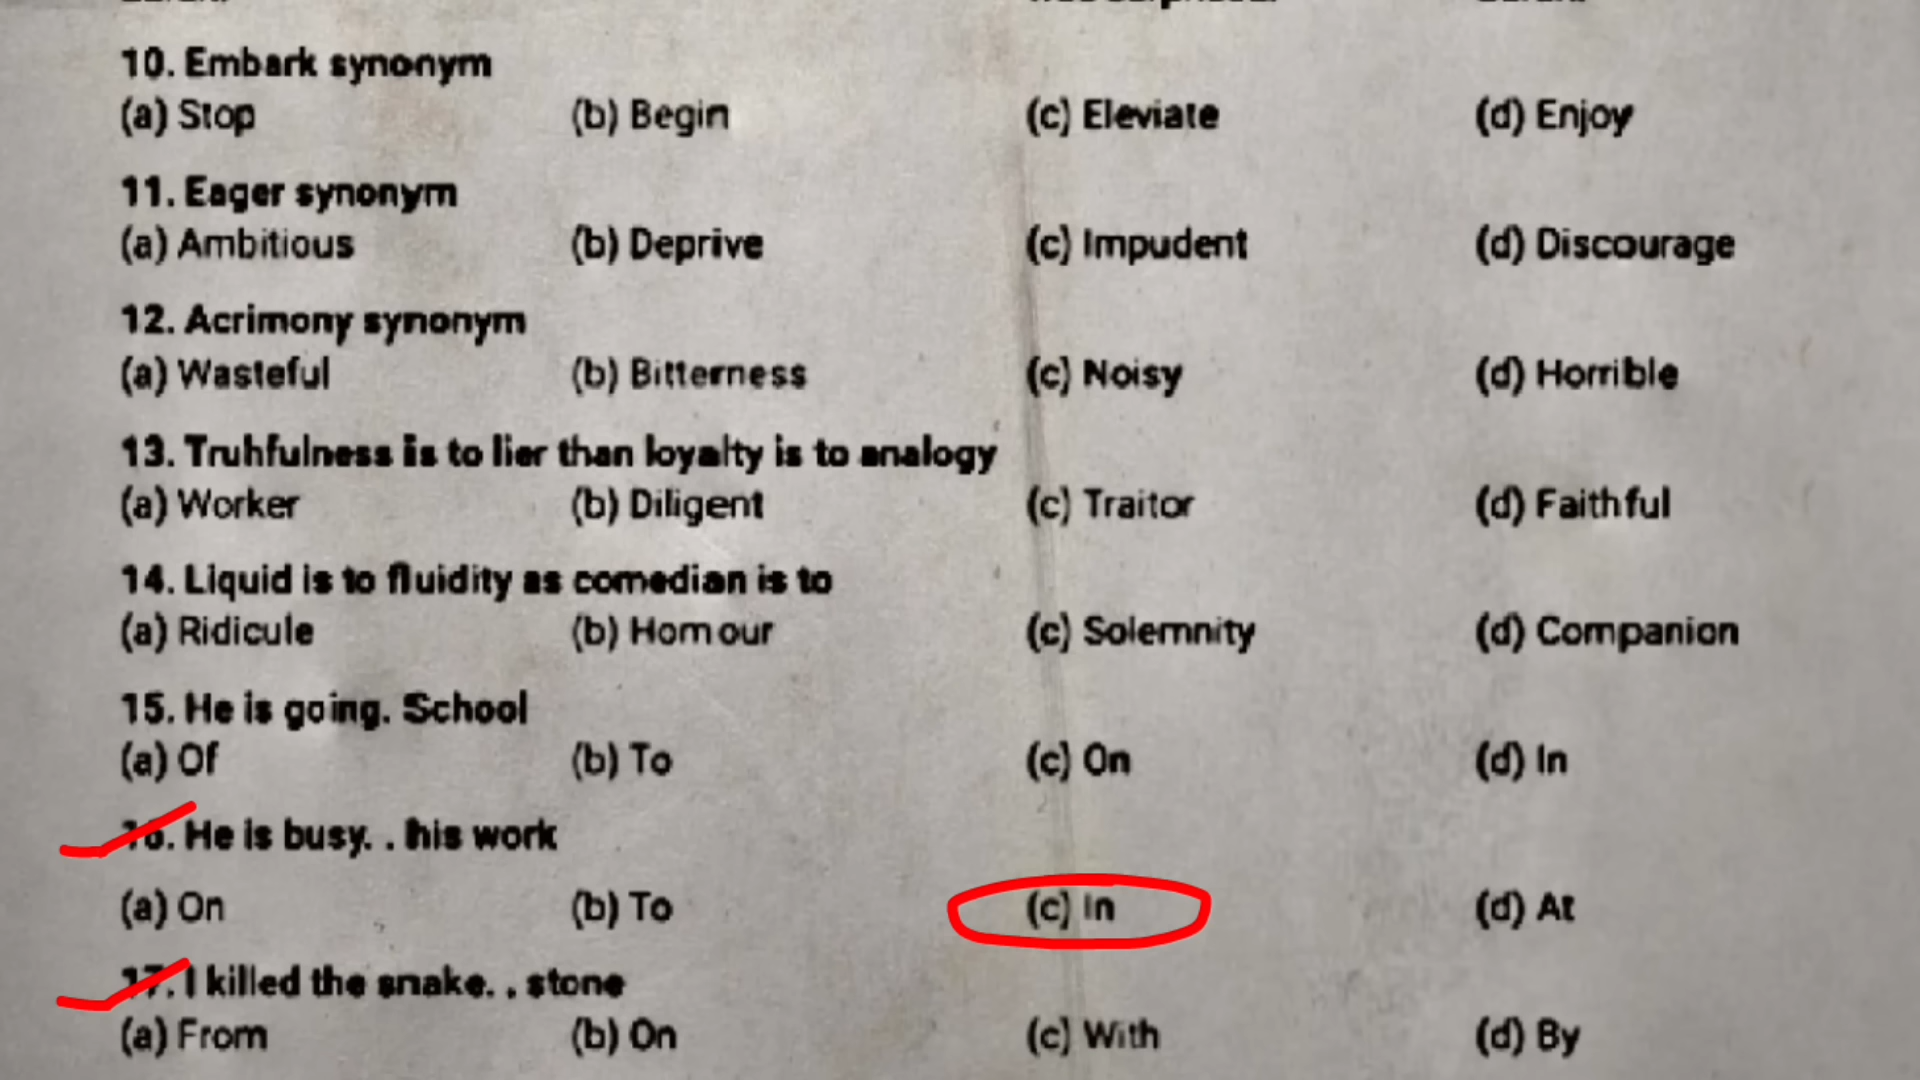 10. Embark synonym
(a) Stop (b) Begin (c) Eleviate (d) Enjoy
11. Eager synonym
(a) Ambitious (b) Deprive (c) Impudent (d) Discourage
12. Acrimony synonym
(a) Wasteful (b) Bitterness (c) Noisy (d) Horrible
13. Truhfulness is to lier than loyalty is to analogy
(a) Worker (b) Diligent (c) Traitor (d) Faithful
14. Liquid is to fluidity as comedian is to
(a) Ridicule (b) Homour (c) Solemnity (d) Companion
15. He is going. School
(a) Of (b) To (c) On (d) In
16. He is busy. . his work
(a) On (b) To (c) In (d) At
17. I killed the snake. . stone
(a) From (b) On (c) With (d) By